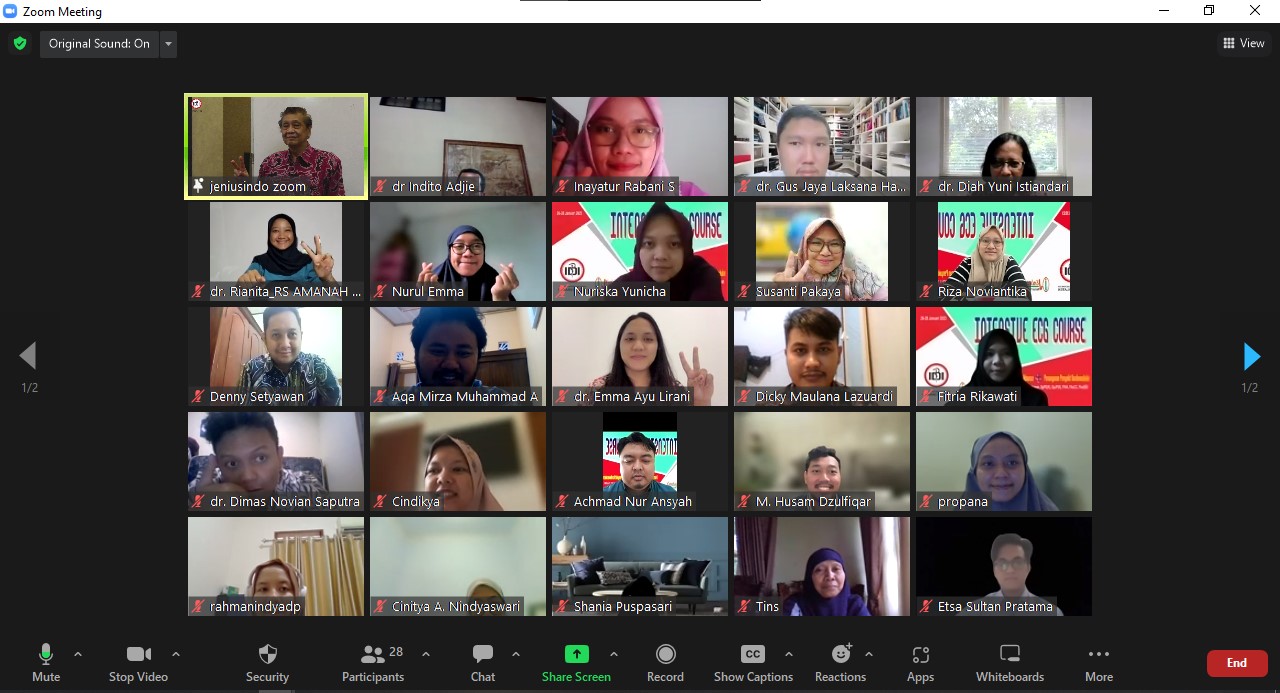 Zoom Meeting
Original Sound: On
View
jeniusindo zoom
dr Indito Adjie
Inayatur Rabani S
dr. Gus Jaya Laksana Ha...
dr. Diah Yuni Istiandari
dr. Rianita_RS AMANAH ...
Nurul Emma
Nuriska Yunicha
Susanti Pakaya
Riza Noviantika
Denny Setyawan
Aqa Mirza Muhammad A
dr. Emma Ayu Lirani
Dicky Maulana Lazuardi
INTENSIVE ECG COURSE
Fitria Rikawati
1/2
1/2
dr. Dimas Novian Saputra
Cindikya
Achmad Nur Ansyah
M. Husam Dzulfiqar
propana
rahmanindyadp
Cinitya A. Nindyaswari
Shania Puspasari
Tins
Etsa Sultan Pratama
Mute
Stop Video
Security
28
Participants
Chat
Share Screen
Record
CC
Show Captions
Reactions
Apps
Whiteboards
More
End